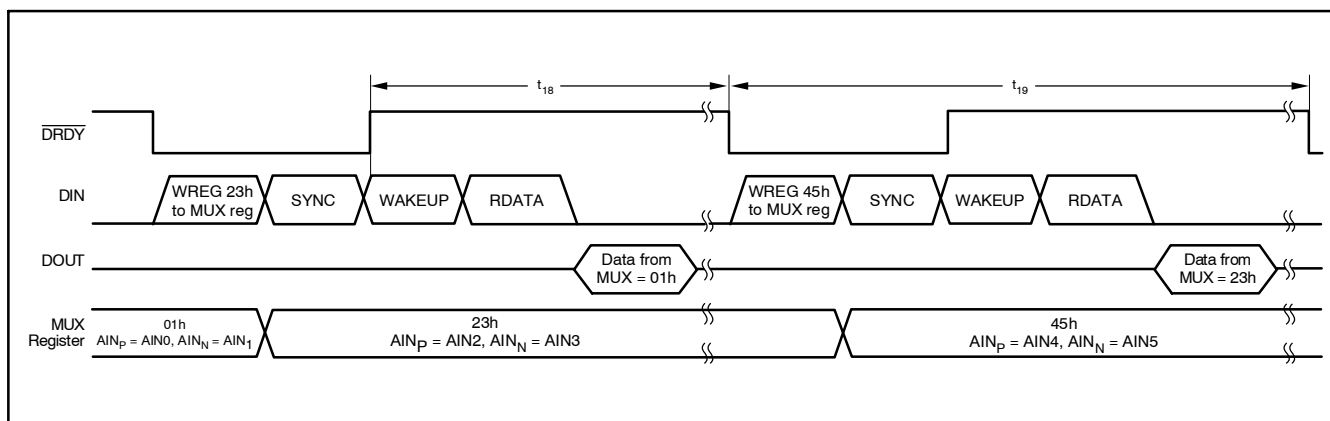 t18
t19
DRDY
DIN
WREG 23h
to MUX reg
SYNC
WAKEUP
RDATA
WREG 45h
to MUX reg
SYNC
WAKEUP
RDATA
DOUT
Data from
MUX = 01h
Data from
MUX = 23h
MUX
Register
01h
AINP = AIN0, AINN = AIN1
23h
AINP = AIN2, AINN = AIN3
45h
AINP = AIN4, AINN = AIN5